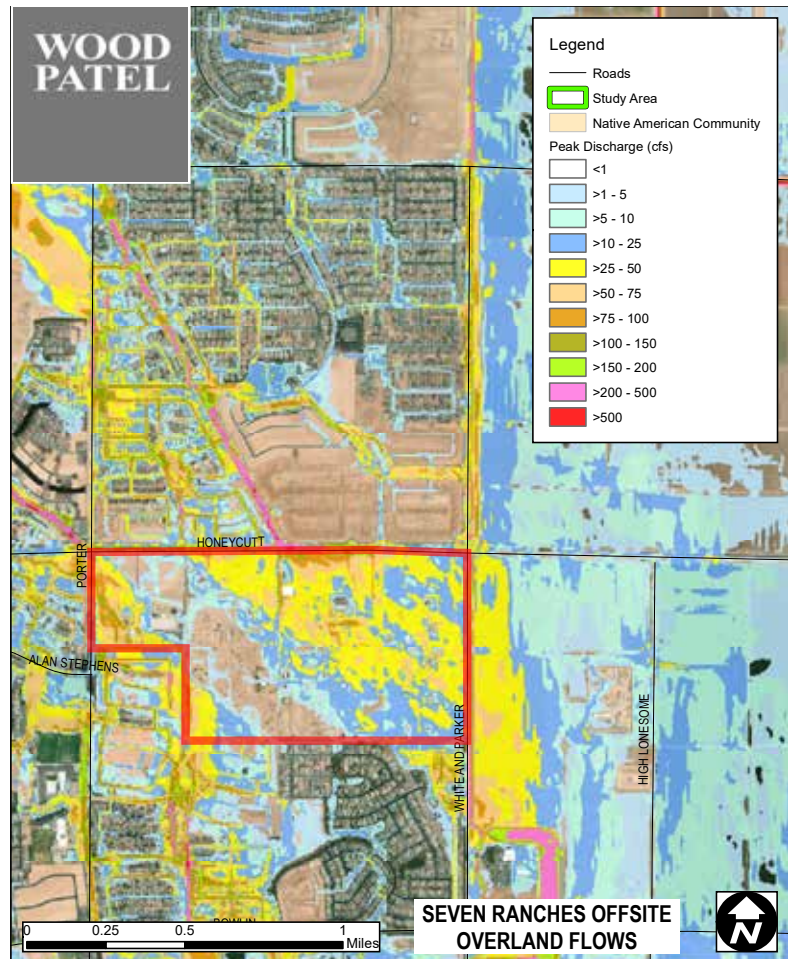 WOOD
PATEL
Legend
Roads
Study Area
Native American Community
Peak Discharge (cfs)
<1
>1 - 5
>5 - 10
>10 - 25
>25 - 50
>50 - 75
>75 - 100
>100 - 150
>150 - 200
>200 - 500
>500
HONEYCUTT
PORTER
ALAN STEPHENS
WHITE AND PARKER
HIGH LONESOME
BOWLIN
0 0.25 0.5 1
Miles
SEVEN RANCHES OFFSITE
OVERLAND FLOWS
N